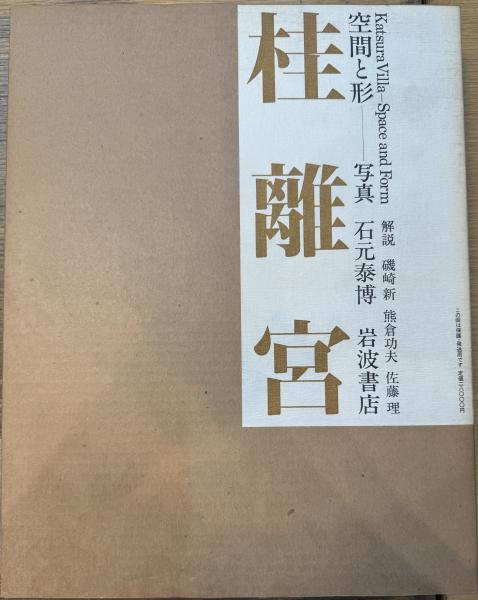 桂離宮
空間と形――写真 石元泰博 岩波書店
Katsura Villa—Space and Form
解説 磯崎新 熊倉功夫 佐藤理